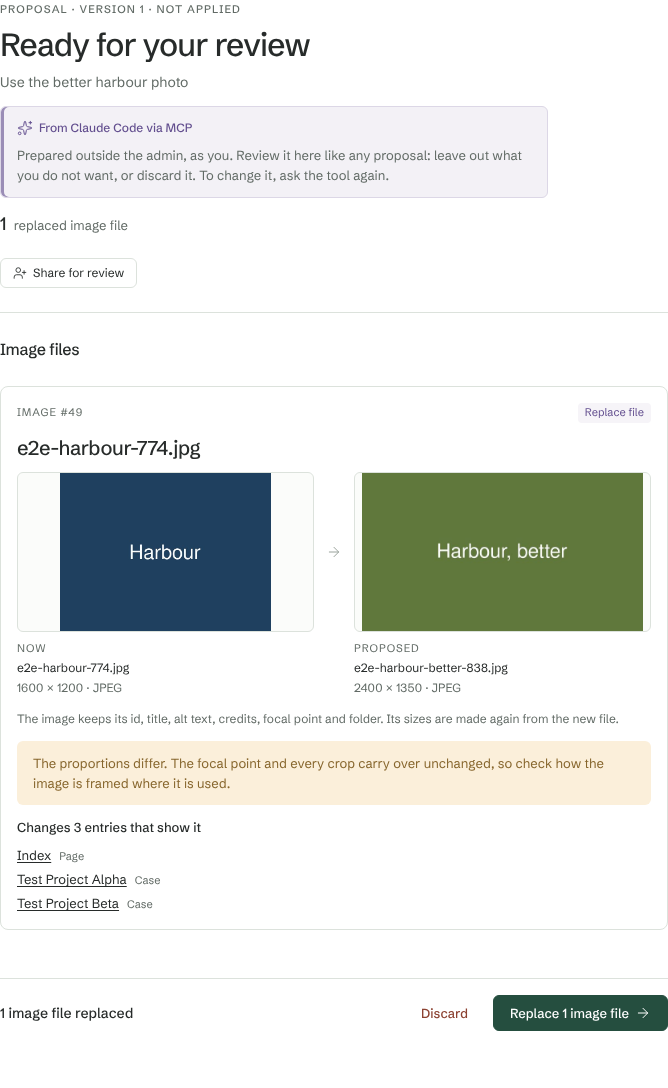 PROPOSAL · VERSION 1 · NOT APPLIED
Ready for your review
Use the better harbour photo
From Claude Code via MCP
Prepared outside the admin, as you. Review it here like any proposal: leave out what
you do not want, or discard it. To change it, ask the tool again.
1 replaced image file
Share for review
Image files
IMAGE #49
Replace file
e2e-harbour-774.jpg
Harbour
Harbour, better
NOW
e2e-harbour-774.jpg
1600 × 1200 · JPEG
PROPOSED
e2e-harbour-better-838.jpg
2400 × 1350 · JPEG
The image keeps its id, title, alt text, credits, focal point and folder. Its sizes are made again from the new file.
The proportions differ. The focal point and every crop carry over unchanged, so check how the
image is framed where it is used.
Changes 3 entries that show it
Index Page
Test Project Alpha Case
Test Project Beta Case
1 image file replaced
Discard
Replace 1 image file →